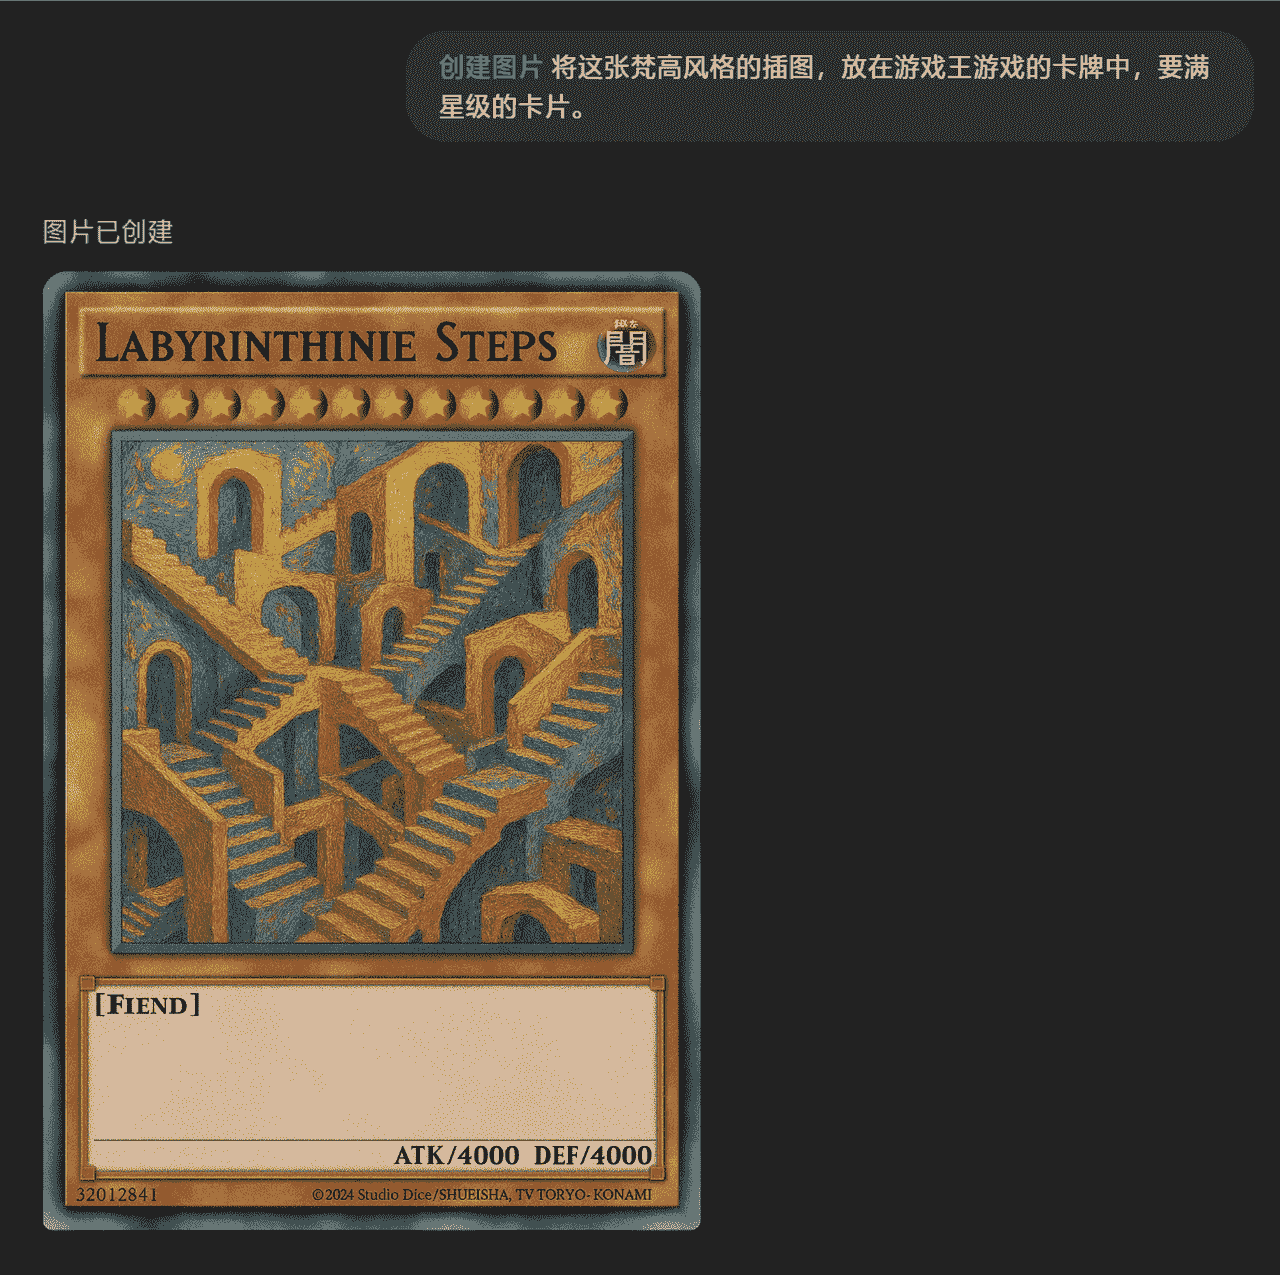 创建图片 将这张梵高风格的插图，放在游戏王游戏的卡牌中，要满
星级的卡片。
图片已创建
LABYRINTHINIE STEPS
闇
[FIEND]
ATK/4000 DEF/4000
32012841
©2024 Studio Dice/SHUEISHA, TV TORYO- KONAMI